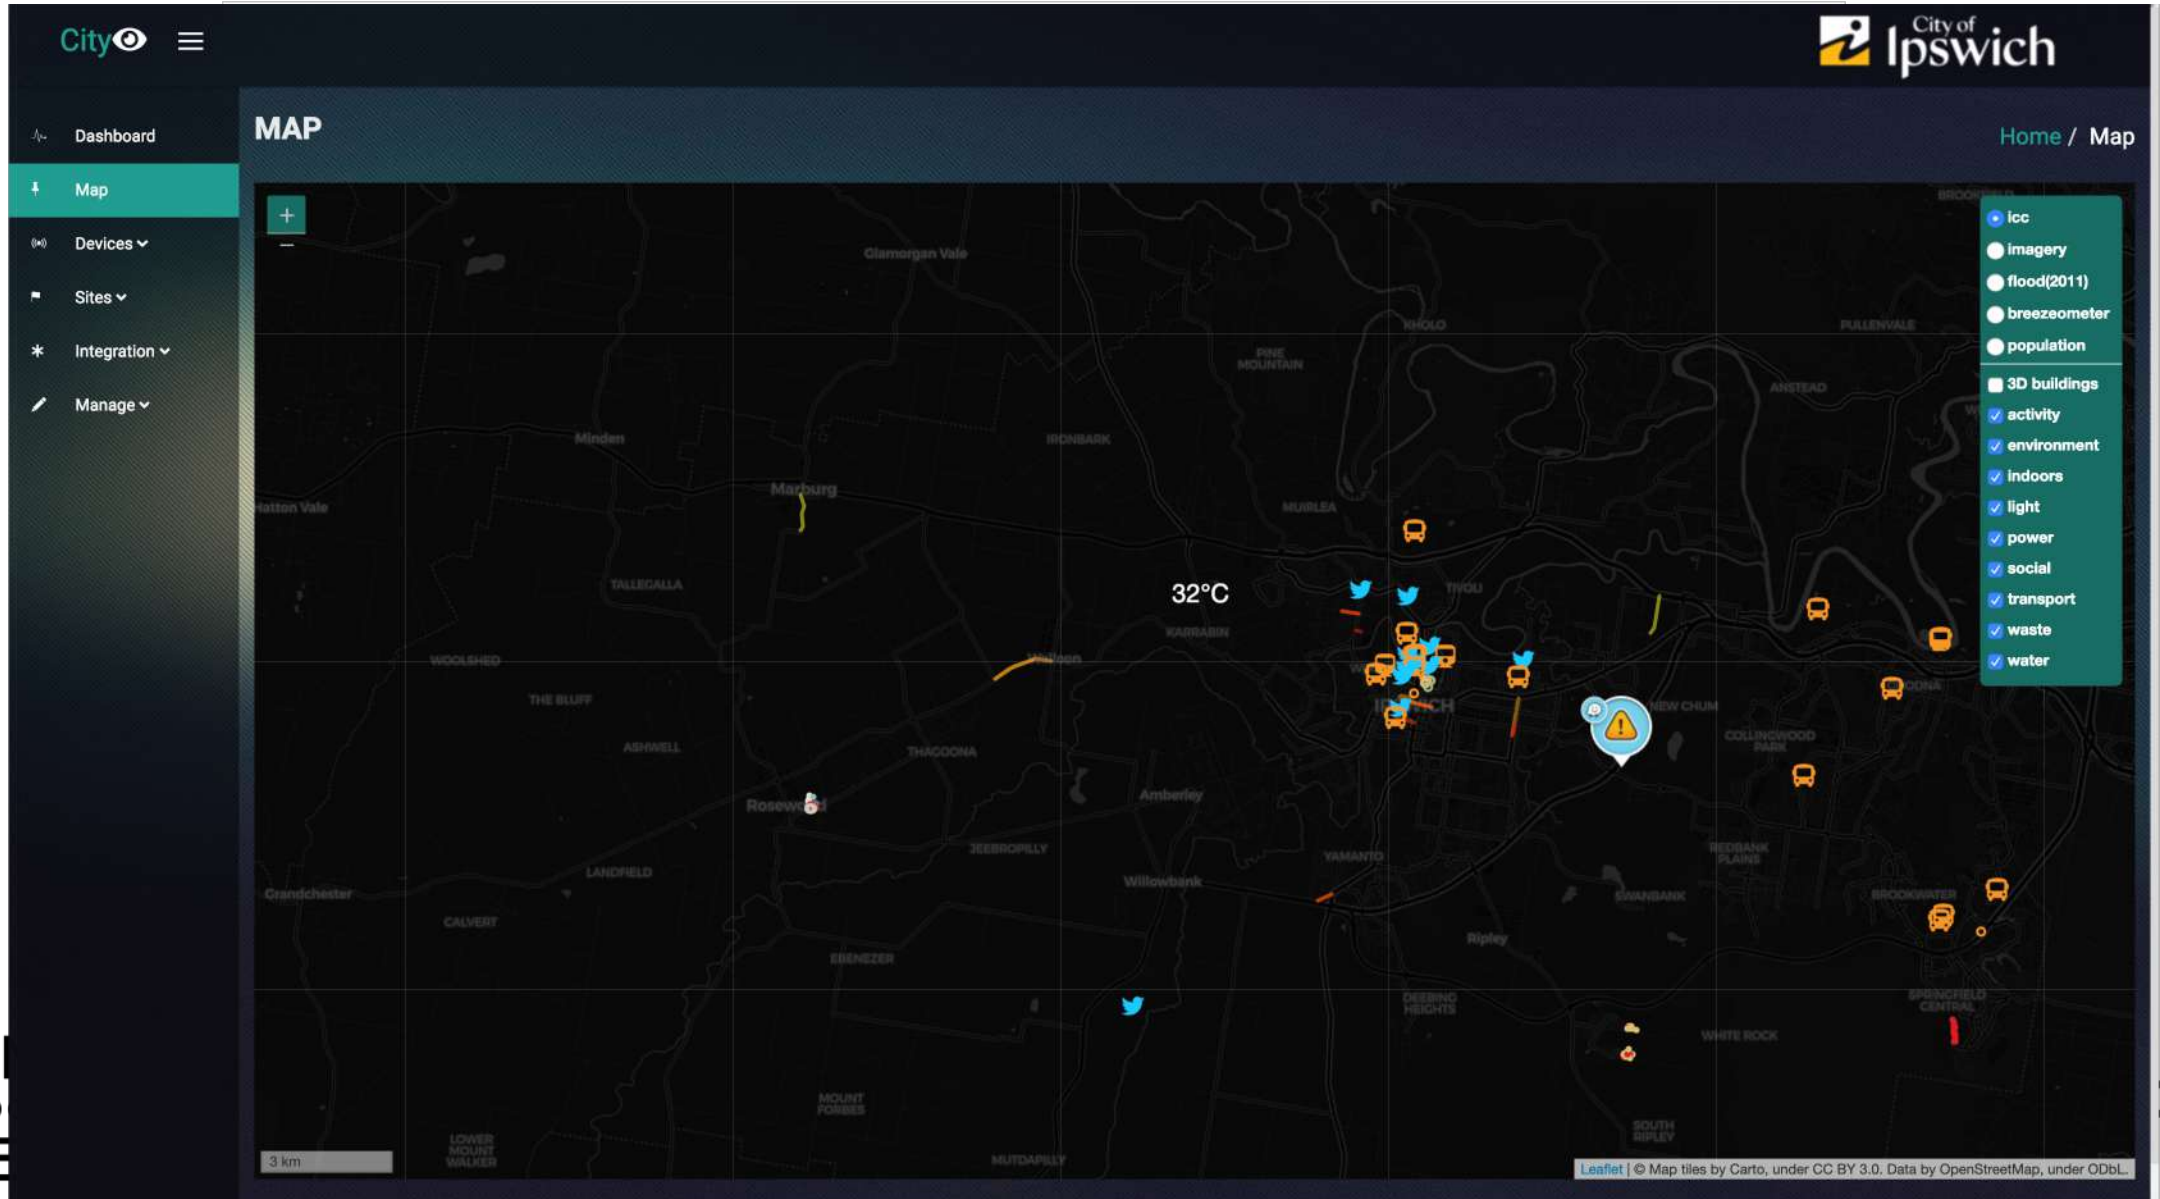 City
City of
Ipswich
Dashboard
Map
Devices
Sites
Integration
Manage
MAP
Home / Map
+
−
icc
imagery
flood(2011)
breezeometer
population
3D buildings
activity
environment
indoors
light
power
social
transport
waste
water
Glamorgan Vale
KHOLO
PULLENVALE
PINE
MOUNTAIN
ANSTEAD
Minden
IRONBARK
Marburg
Hatton Vale
MUIRLEA
TALLEGALLA
32°C
TIVOLI
KARRABIN
WOOLSHED
Walloon
THE BLUFF
IPSWICH
NEW CHUM
ASHWELL
THAGOONA
COLLINGWOOD
PARK
Amberley
Rosewood
JEEBROPILLY
YAMANTO
REDBANK
PLAINS
LANDFIELD
Willowbank
Grandchester
SWANBANK
BROOKWATER
CALVERT
Ripley
EBENEZER
DEEBING
HEIGHTS
SPRINGFIELD
CENTRAL
WHITE ROCK
MOUNT
FORBES
SOUTH
RIPLEY
LOWER
MOUNT
WALKER
MUTDAPILLY
3 km
Leaflet | © Map tiles by Carto, under CC BY 3.0. Data by OpenStreetMap, under ODbL.